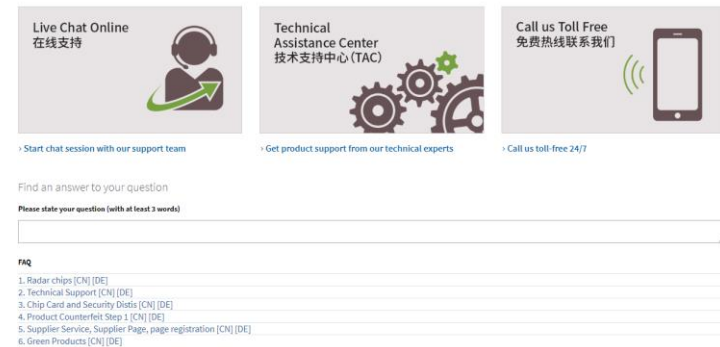 Live Chat Online
在线支持
Technical
Assistance Center
技术支持中心（TAC）
Call us Toll Free
免费热线联系我们
› Start chat session with our support team
› Get product support from our technical experts
› Call us toll-free 24/7
Find an answer to your question
Please state your question (with at least 3 words)
FAQ
1. Radar chips [CN] [DE]
2. Technical Support [CN] [DE]
3. Chip Card and Security Distis [CN] [DE]
4. Product Counterfeit Step 1 [CN] [DE]
5. Supplier Service, Supplier Page, page registration [CN] [DE]
6. Green Products [CN] [DE]